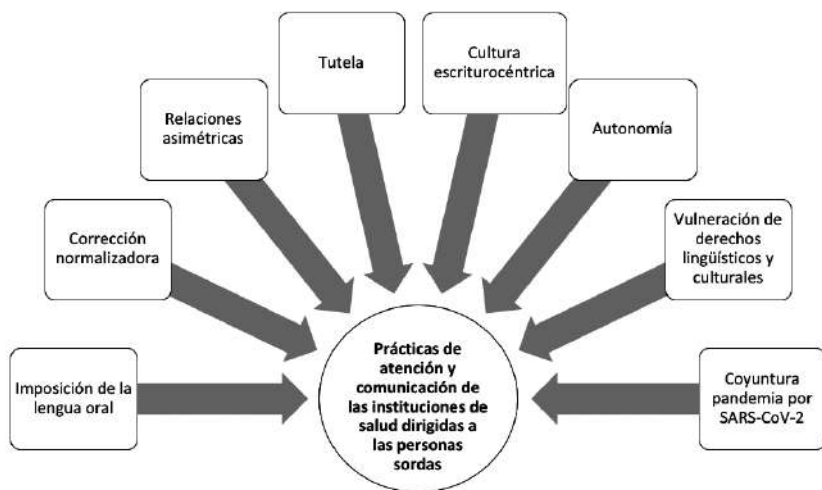 Tutela
Cultura
escriturocéntrica
Relaciones
asimétricas
Autonomía
Corrección
normalizadora
Vulneración de
derechos
lingüísticos y
culturales
Imposición de la
lengua oral
Prácticas de
atención y
comunicación de
las instituciones de
salud dirigidas a
las personas
sordas
Coyuntura
pandemia por
SARS-CoV-2